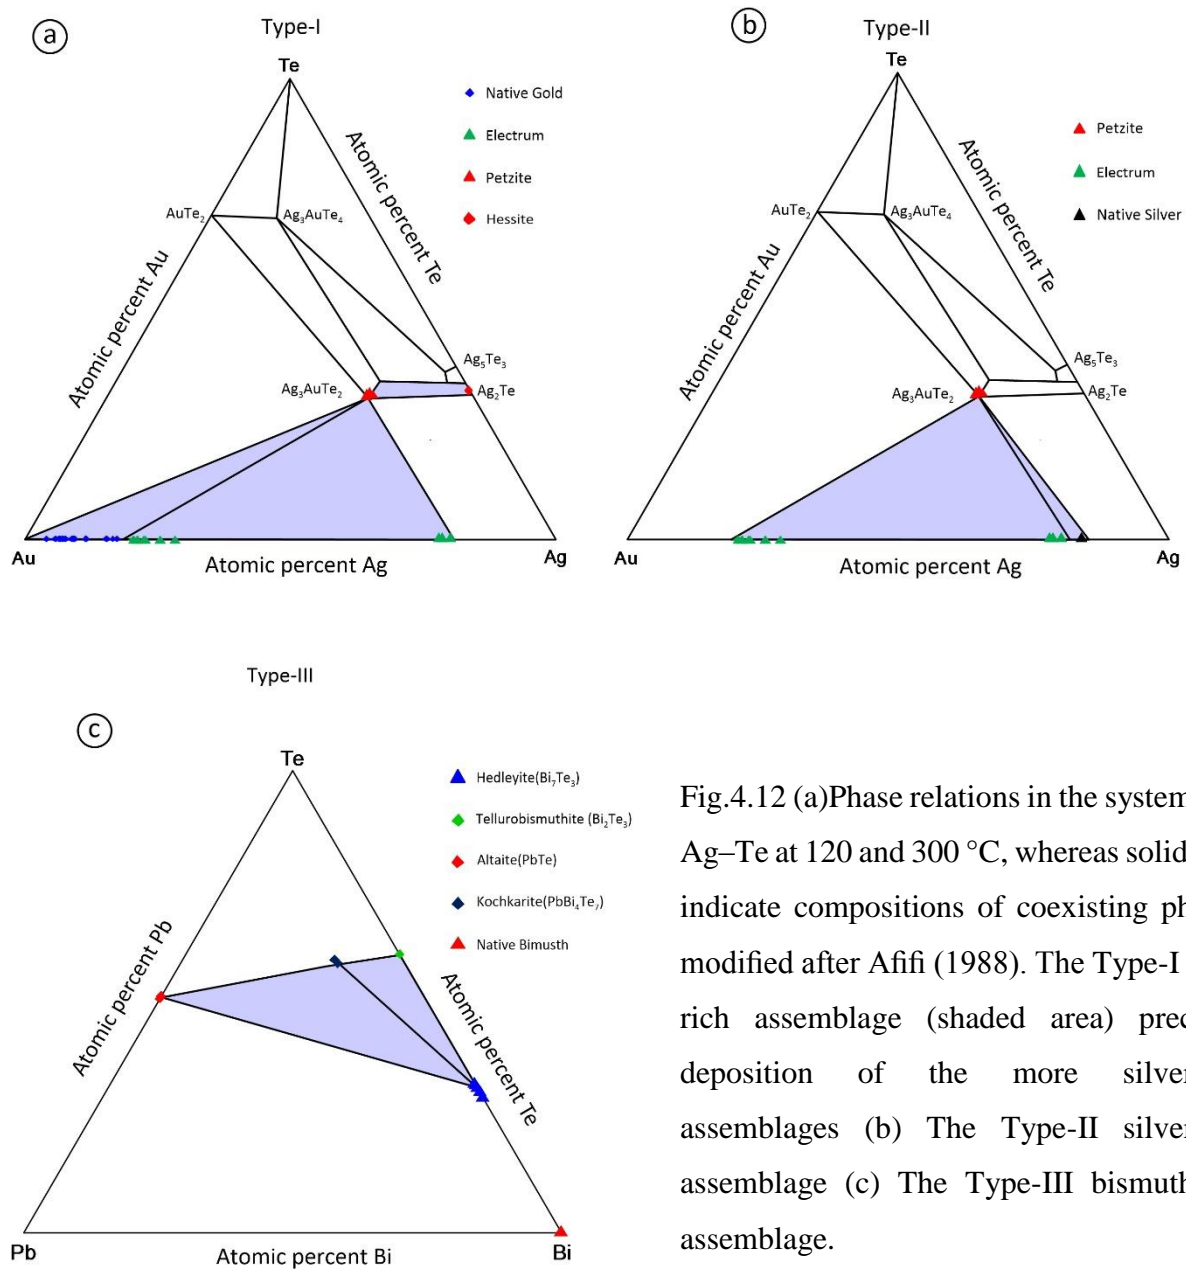 a
Type-I
Te
Native Gold
Electrum
Petzite
Hessite
Atomic percent Te
AuTe2
Ag3AuTe4
Atomic percent Au
Ag5Te3
Ag2Te
Ag3AuTe2
Au
Atomic percent Ag
Ag
b
Type-II
Te
Petzite
Electrum
Native Silver
Atomic percent Te
AuTe2
Ag3AuTe4
Atomic percent Au
Ag5Te3
Ag2Te
Ag3AuTe2
Au
Atomic percent Ag
Ag
Type-III
c
Te
Hedleyite(Bi7Te3)
Tellurobismuthite (Bi2Te3)
Altaite(PbTe)
Kochkarite(PbBi4Te7)
Native Bimusth
Atomic percent Pb
Atomic percent Te
Pb
Atomic percent Bi
Bi
Fig.4.12 (a)Phase relations in the system
Ag–Te at 120 and 300 °C, whereas solid
indicate compositions of coexisting ph
modified after Afifi (1988). The Type-I
rich assemblage (shaded area) prec
deposition of the more silver
assemblages (b) The Type-II silver
assemblage (c) The Type-III bismuth
assemblage.